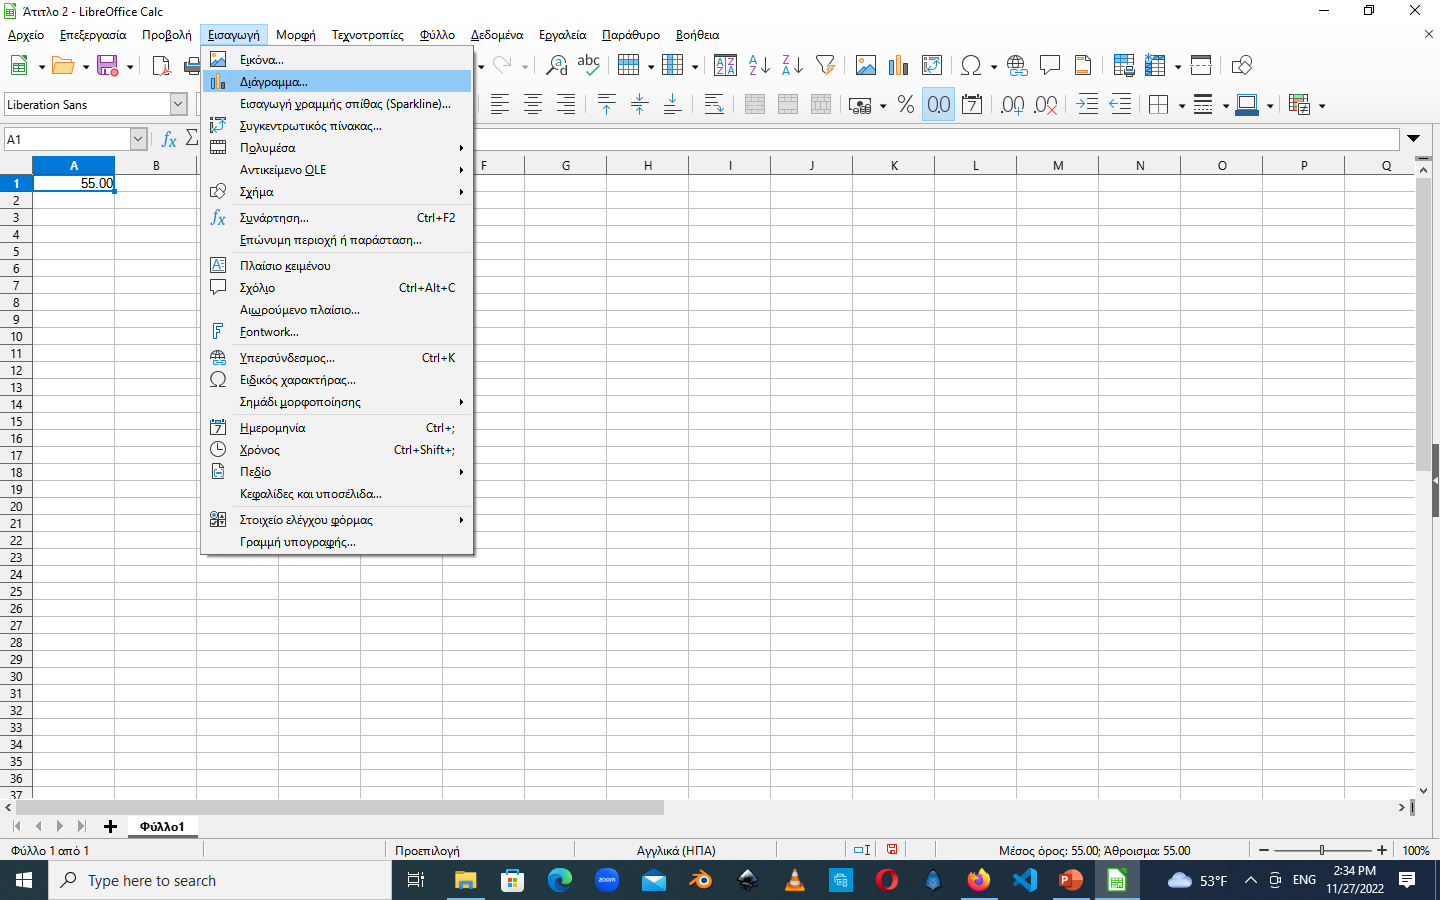 Άτιτλο 2 - LibreOffice Calc
Αρχείο Επεξεργασία Προβολή Εισαγωγή Μορφή Τεχνοτροπίες Φύλλο Δεδομένα Εργαλεία Παράθυρο Βοήθεια
Liberation Sans
A1
A B F G H I J K L M N O P Q
1 55.00
2
3
4
5
6
7
8
9
10
11
12
13
14
15
16
17
18
19
20
21
22
23
24
25
26
27
28
29
30
31
32
33
34
35
36
37
Εικόνα...
Διάγραμμα...
Εισαγωγή γραμμής σπίθας (Sparkline)...
Συγκεντρωτικός πίνακας...
Πολυμέσα
Αντικείμενο OLE
Σχήμα
Συνάρτηση... Ctrl+F2
Επώνυμη περιοχή ή παράσταση...
Πλαίσιο κειμένου
Σχόλιο Ctrl+Alt+C
Αιωρούμενο πλαίσιο...
Fontwork...
Υπερσύνδεσμος... Ctrl+K
Ειδικός χαρακτήρας...
Σημάδι μορφοποίησης
Ημερομηνία Ctrl+;
Χρόνος Ctrl+Shift+;
Πεδίο
Κεφαλίδες και υποσέλιδα...
Στοιχείο ελέγχου φόρμας
Γραμμή υπογραφής...
Φύλλο1
Φύλλο 1 από 1 Προεπιλογή Αγγλικά (ΗΠΑ) Μέσος όρος: 55.00; Άθροισμα: 55.00 100%
Type here to search zoom 53°F ENG 2:34 PM
11/27/2022